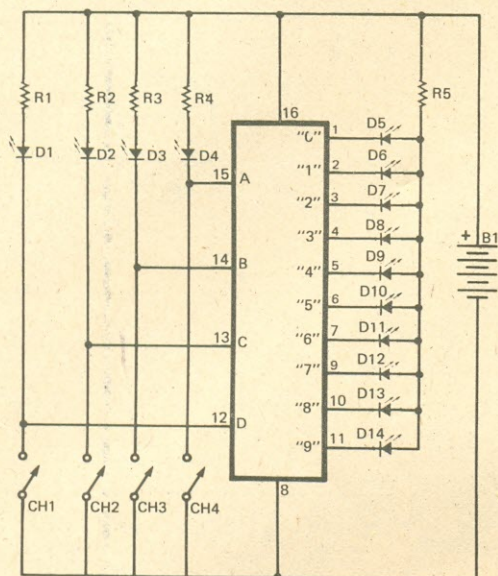 R1 R2 R3 R4 R5
16
D1 D2 D3 D4
"0" 1 D5
"1" 2 D6
"2" 3 D7
"3" 4 D8
"4" 5 D9
"5" 6 D10
"6" 7 D11
"7" 9 D12
"8" 10 D13
"9" 11 D14
15 A
14 B
13 C
12 D
+ B1
8
CH1 CH2 CH3 CH4